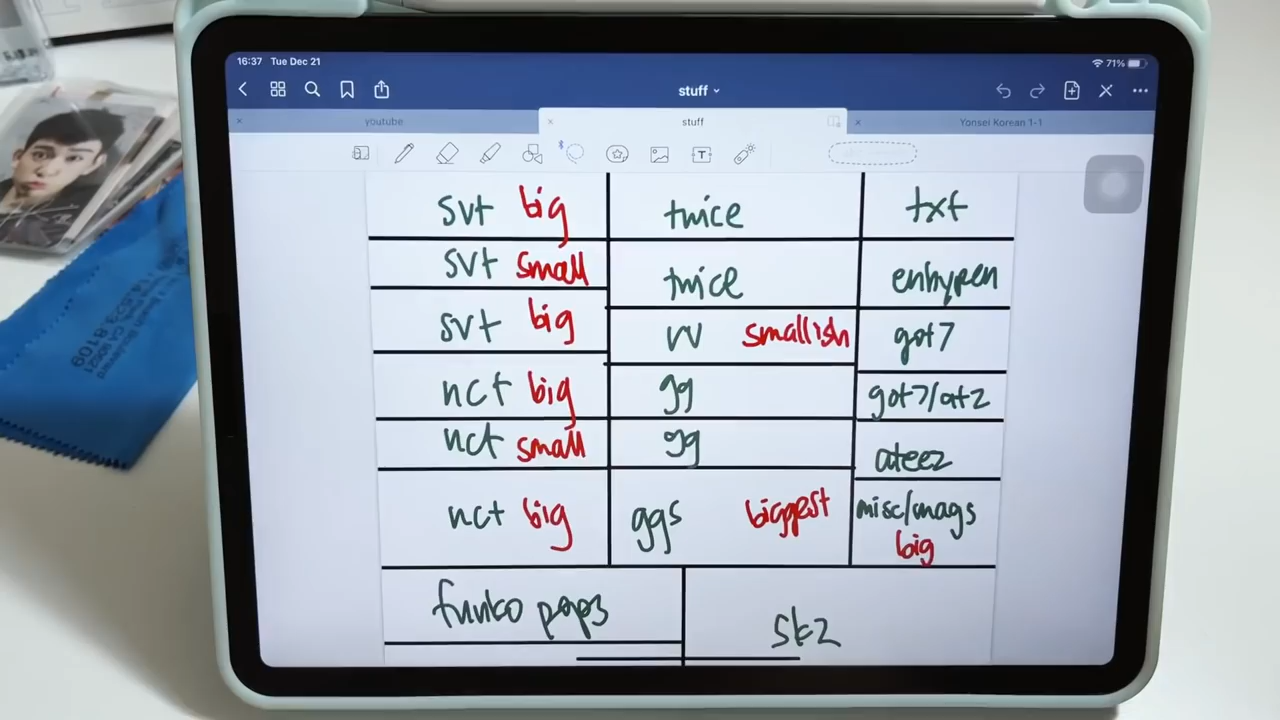 16:37 Tue Dec 21
71%
stuff
youtube
stuff
Yonsei Korean 1-1
svt big
twice
txt
svt small
twice
enhypen
svt big
rv smallish
got7
nct big
gg
got7/atz
nct small
gg
ateez
nct big
ggs biggest
misc/mags
big
funko pops
skz